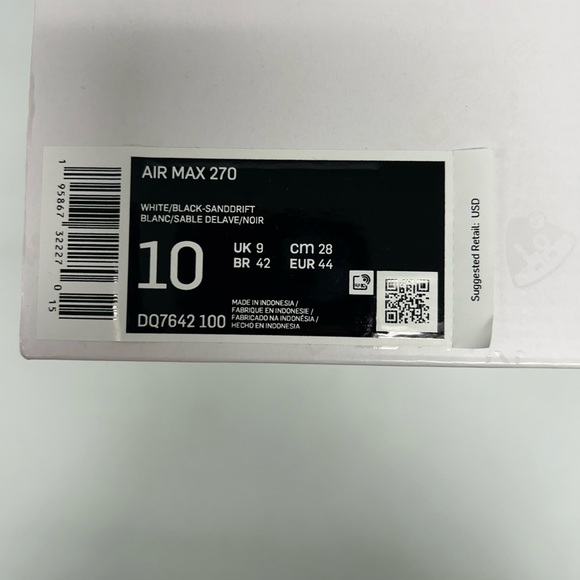 AIR MAX 270
WHITE/BLACK-SANDDRIFT
BLANC/SABLE DELAVE/NOIR
10
UK 9 cm 28
BR 42 EUR 44
DQ7642 100
MADE IN INDONESIA/
FABRIQUE EN INDONESIE/
FABRICADO NA INDONÉSIA/
HECHO EN INDONESIA
1 95867 32227 0 15
Suggested Retail: USD